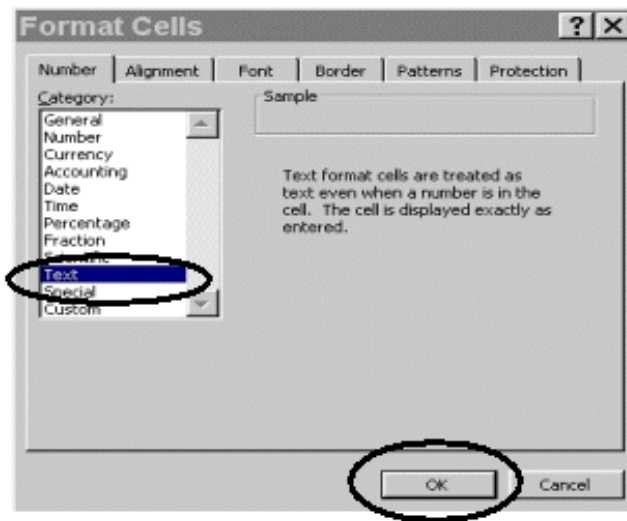 Format Cells
Number Alignment Font Border Patterns Protection
Category:
General
Number
Currency
Accounting
Date
Time
Percentage
Fraction
Scientific
Text
Special
Custom
Sample
Text format cells are treated as
text even when a number is in the
cell. The cell is displayed exactly as
entered.
OK Cancel